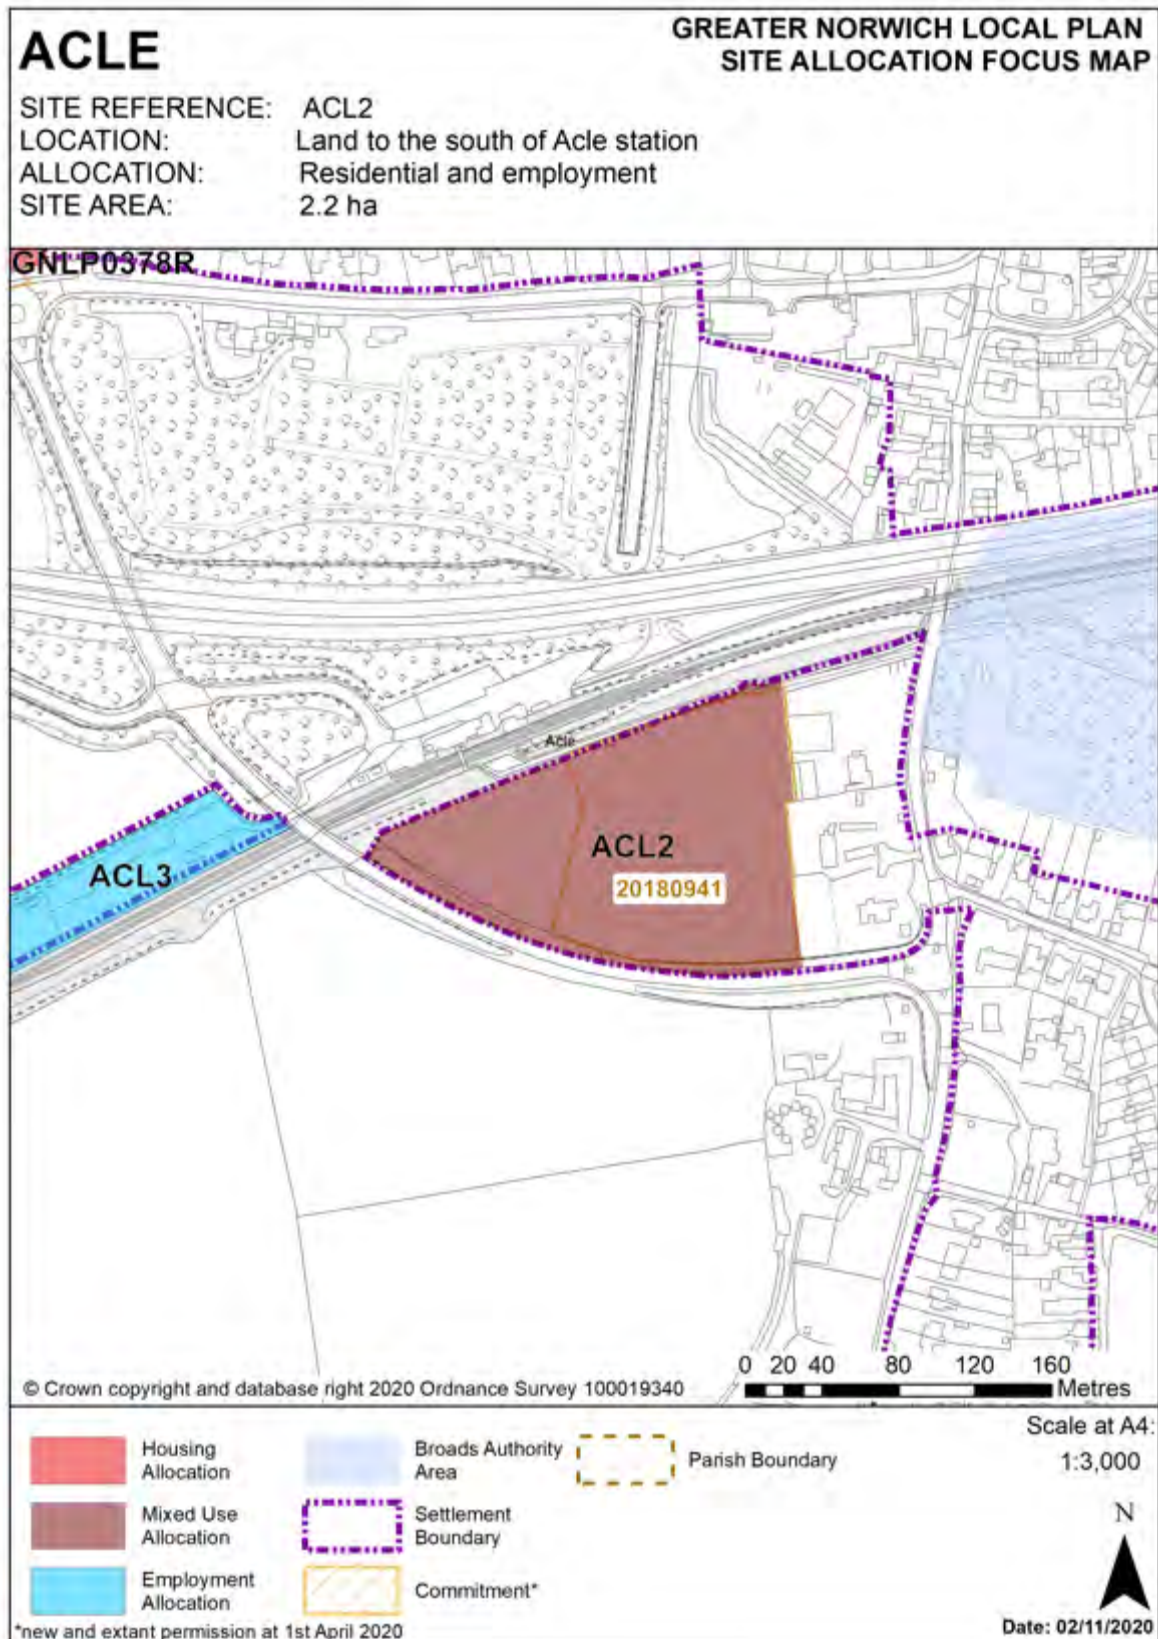 ACLE
GREATER NORWICH LOCAL PLAN
SITE ALLOCATION FOCUS MAP
SITE REFERENCE: ACL2
LOCATION: Land to the south of Acle station
ALLOCATION: Residential and employment
SITE AREA: 2.2 ha
GNLP0378R
Acle
ACL2
20180941
ACL3
0 20 40 80 120 160
Metres
© Crown copyright and database right 2020 Ordnance Survey 100019340
Housing
Allocation
Broads Authority
Area
Parish Boundary
Mixed Use
Allocation
Settlement
Boundary
Employment
Allocation
Commitment*
*new and extant permission at 1st April 2020
Scale at A4:
1:3,000
N
Date: 02/11/2020